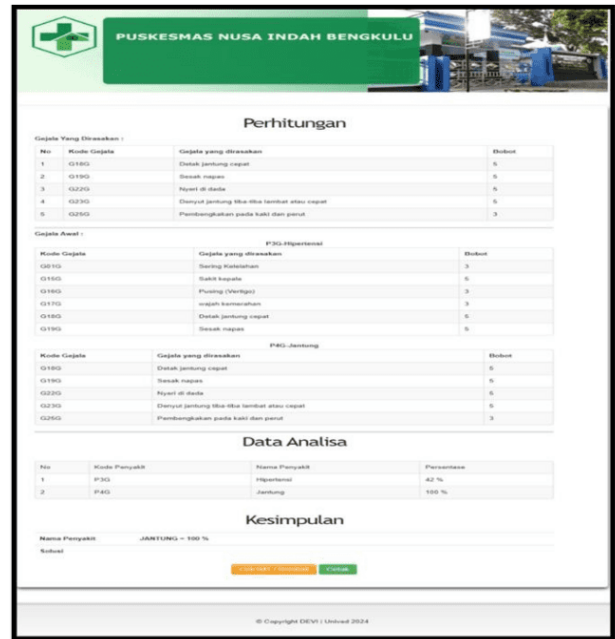 PUSKESMAS NUSA INDAH BENGKULU
Perhitungan
Gejala Yang Dirasakan :
No Kode Gejala Gejala yang dirasakan Bobot
1 G18G Detak jantung cepat 5
2 G19G Sesak napas 5
3 G22G Nyeri di dada 5
4 G23G Denyut jantung tiba-tiba lambat atau cepat 5
5 G25G Pembengkakan pada kaki dan perut 3
Gejala Awal :
P3G-Hipertensi
Kode Gejala Gejala yang dirasakan Bobot
G01G Sering Kelelahan 3
G15G Sakit kepala 5
G16G Pusing (Vertigo) 3
G17G wajah kemerahan 3
G18G Detak jantung cepat 5
G19G Sesak napas 5
P4G-Jantung
Kode Gejala Gejala yang dirasakan Bobot
G18G Detak jantung cepat 5
G19G Sesak napas 5
G22G Nyeri di dada 5
G23G Denyut jantung tiba-tiba lambat atau cepat 5
G25G Pembengkakan pada kaki dan perut 3
Data Analisa
No Kode Penyakit Nama Penyakit Persentase
1 P3G Hipertensi 42 %
2 P4G Jantung 100 %
Kesimpulan
Nama Penyakit JANTUNG = 100 %
Solusi
Cetak
© Copyright DEVI | Unived 2024